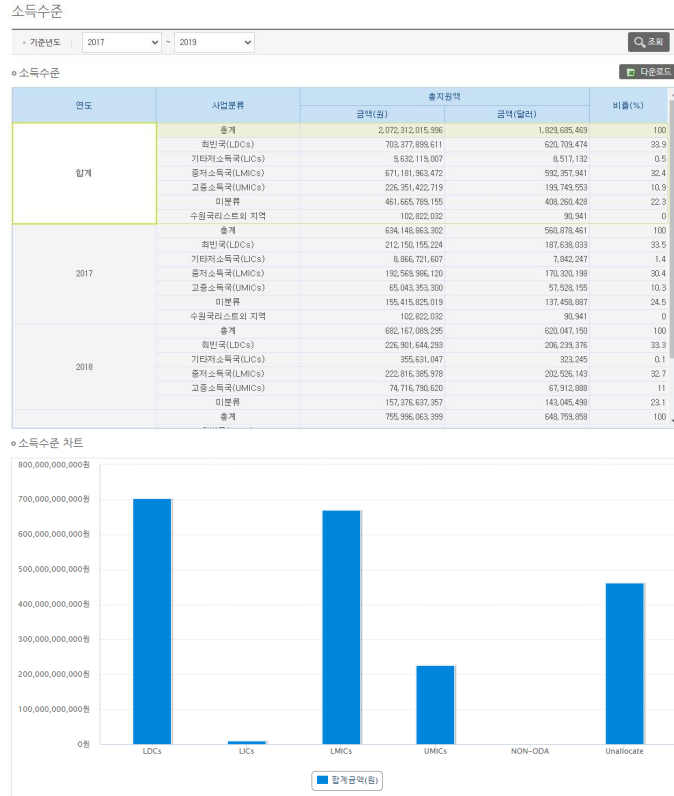 소득수준
기준년도 2017 ~ 2019 조회
소득수준 다운로드
연도 사업분류 총지원액 비율(%)
금액(원) 금액(달러)
합계
총계 2,072,312,015,996 1,829,685,469 100
최빈국(LDCs) 703,377,899,611 620,709,474 33.9
기타저소득국(LICs) 9,632,119,007 8,517,132 0.5
중저소득국(LMICs) 671,181,963,472 592,357,941 32.4
고중소득국(UMICs) 226,351,422,719 199,749,553 10.9
미분류 461,665,789,155 408,260,428 22.3
수원국리스트외 지역 102,822,032 90,941 0
2017
총계 634,148,863,302 560,878,461 100
최빈국(LDCs) 212,150,155,224 187,638,033 33.5
기타저소득국(LICs) 8,866,721,607 7,842,247 1.4
중저소득국(LMICs) 192,569,986,120 170,320,198 30.4
고중소득국(UMICs) 65,043,353,300 57,528,155 10.3
미분류 155,415,825,019 137,458,887 24.5
수원국리스트외 지역 102,822,032 90,941 0
2018
총계 682,167,089,295 620,047,150 100
최빈국(LDCs) 226,901,644,293 206,239,376 33.3
기타저소득국(LICs) 355,631,047 323,245 0.1
중저소득국(LMICs) 222,816,385,978 202,526,143 32.7
고중소득국(UMICs) 74,716,790,620 67,912,888 11
미분류 157,376,637,357 143,045,498 23.1
총계 755,996,063,399 648,759,858 100
소득수준 차트
800,000,000,000원
700,000,000,000원
600,000,000,000원
500,000,000,000원
400,000,000,000원
300,000,000,000원
200,000,000,000원
100,000,000,000원
0원
LDCs LICs LMICs UMICs NON-ODA Unallocate
합계금액(원)